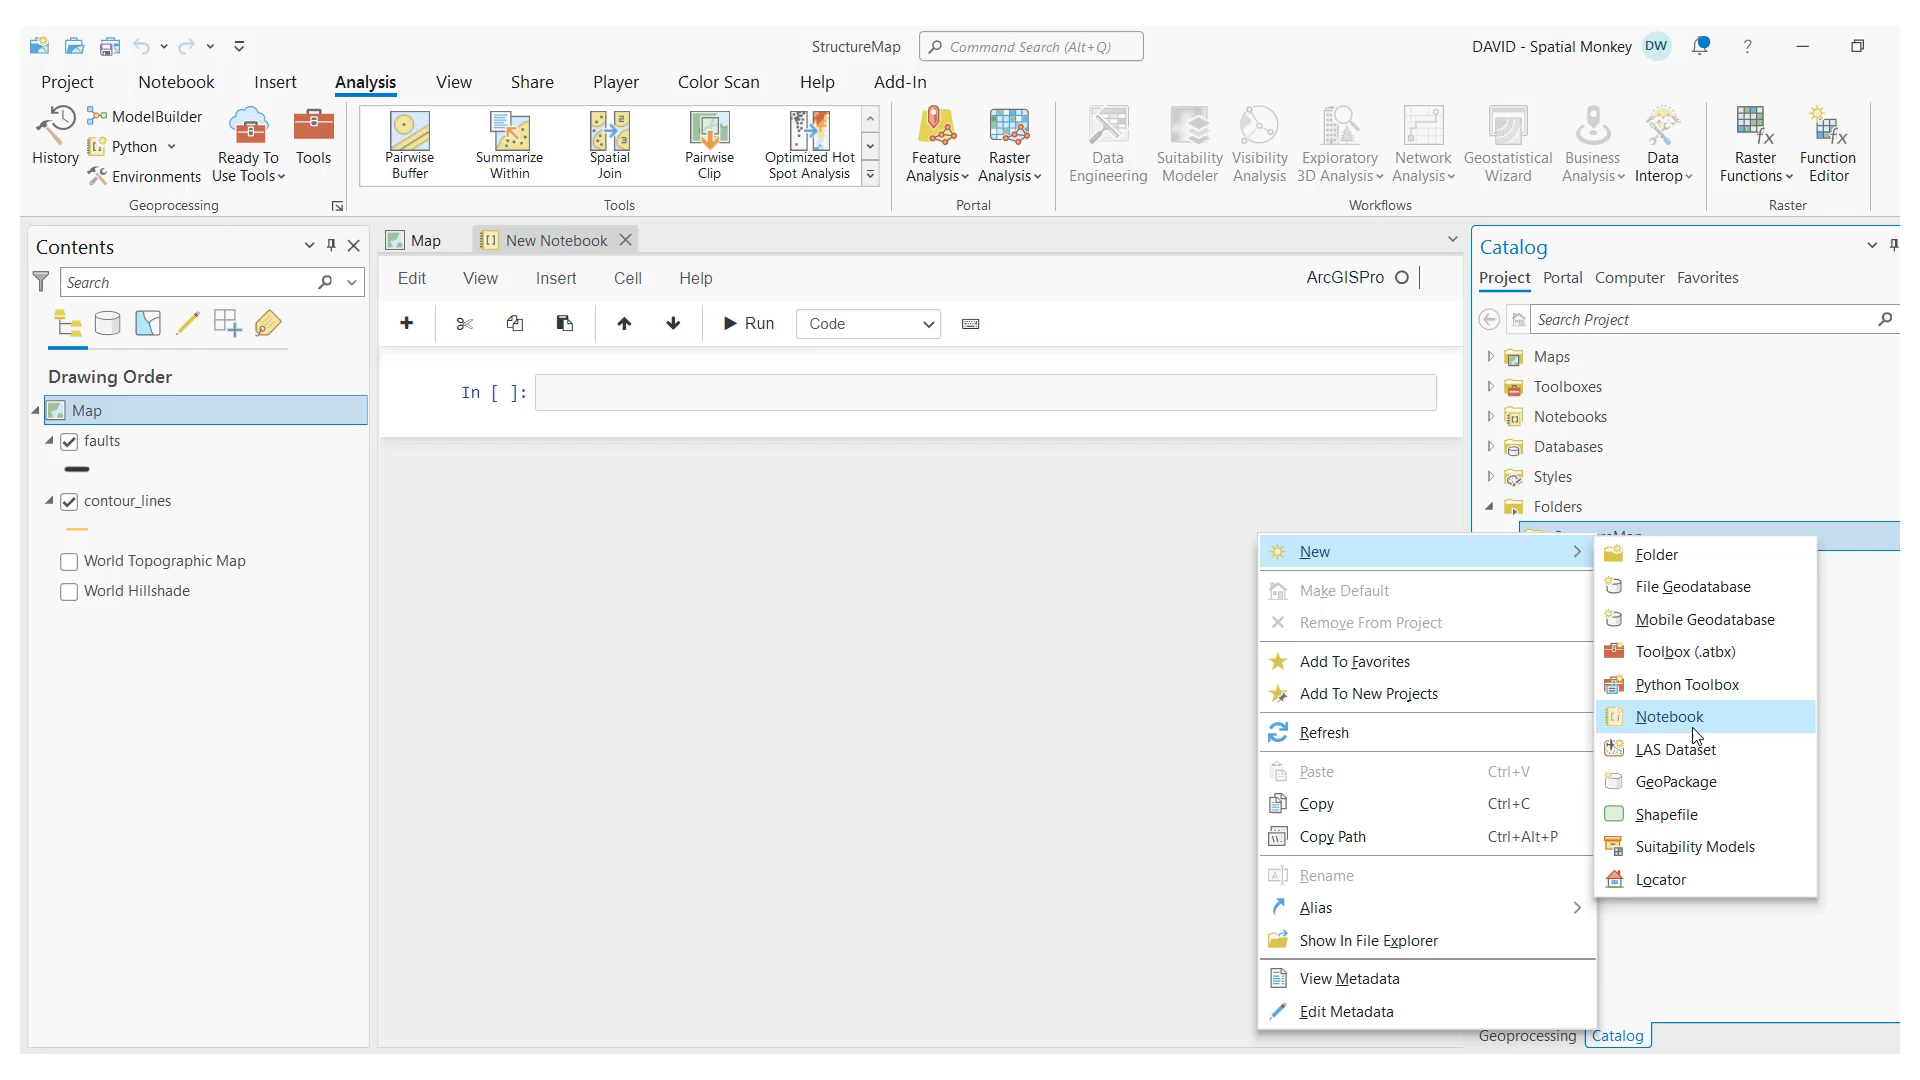 StructureMap
Command Search (Alt+Q)
DAVID - Spatial Monkey
DW
?
Project
Notebook
Insert
Analysis
View
Share
Player
Color Scan
Help
Add-In
History
ModelBuilder
Python
Environments
Ready To
Use Tools
Tools
Geoprocessing
Pairwise
Buffer
Summarize
Within
Spatial
Join
Pairwise
Clip
Optimized Hot
Spot Analysis
Tools
Feature
Analysis
Raster
Analysis
Portal
Data
Engineering
Suitability
Modeler
Visibility
Analysis
Exploratory
3D Analysis
Network
Analysis
Geostatistical
Wizard
Business
Analysis
Data
Interop
Workflows
Raster
Functions
Function
Editor
Raster
Contents
Search
Drawing Order
Map
faults
contour_lines
World Topographic Map
World Hillshade
Map
New Notebook
Edit
View
Insert
Cell
Help
ArcGISPro
Run
Code
In [ ]:
Catalog
Project
Portal
Computer
Favorites
Search Project
Maps
Toolboxes
Notebooks
Databases
Styles
Folders
New
Make Default
Remove From Project
Add To Favorites
Add To New Projects
Refresh
Paste Ctrl+V
Copy Ctrl+C
Copy Path Ctrl+Alt+P
Rename
Alias
Show In File Explorer
View Metadata
Edit Metadata
Folder
File Geodatabase
Mobile Geodatabase
Toolbox (.atbx)
Python Toolbox
Notebook
LAS Dataset
GeoPackage
Shapefile
Suitability Models
Locator
Geoprocessing
Catalog